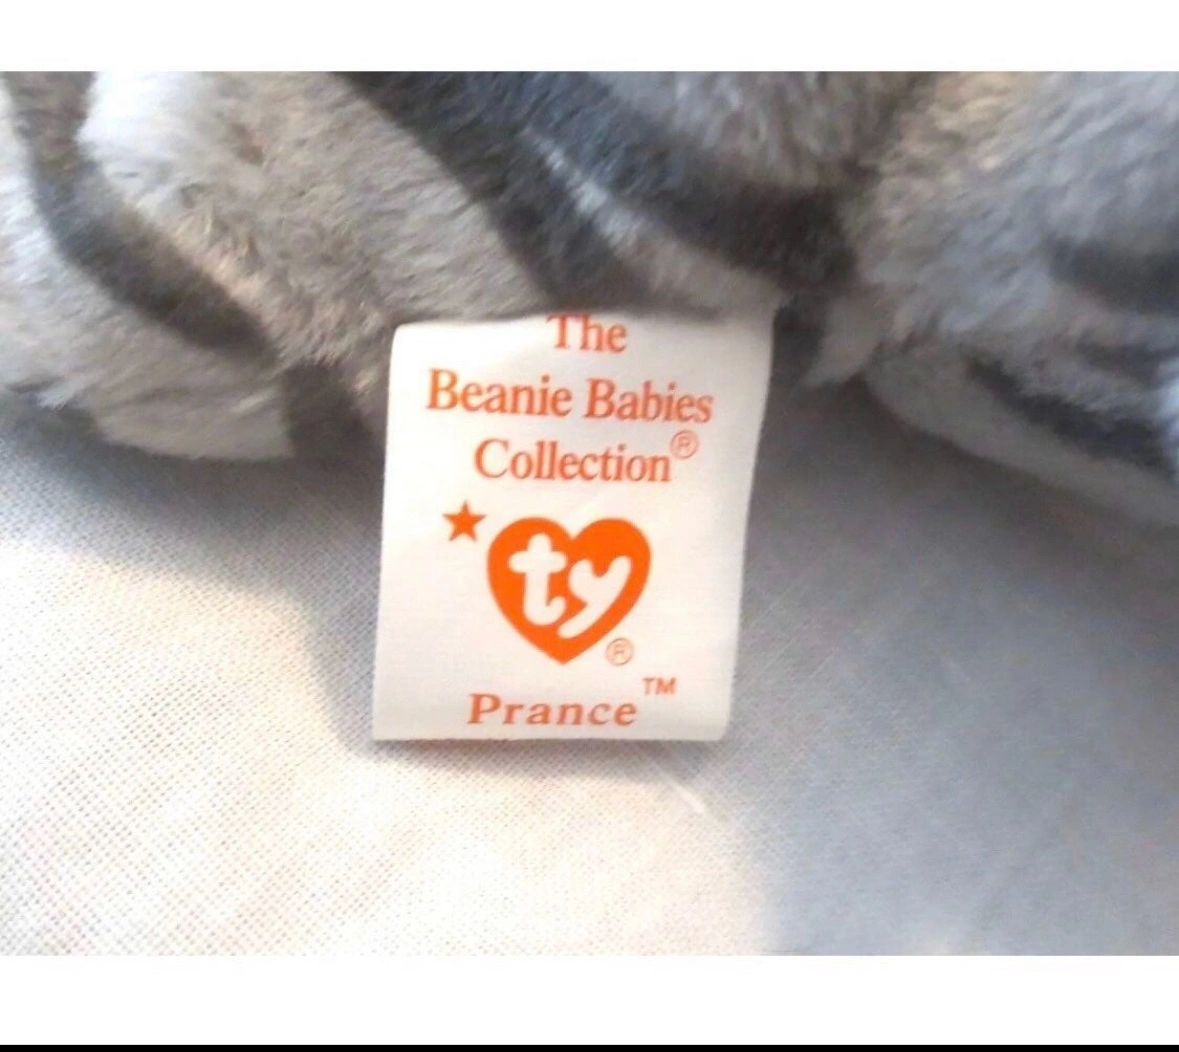 The
Beanie Babies
Collection®
★
ty®
Prance™